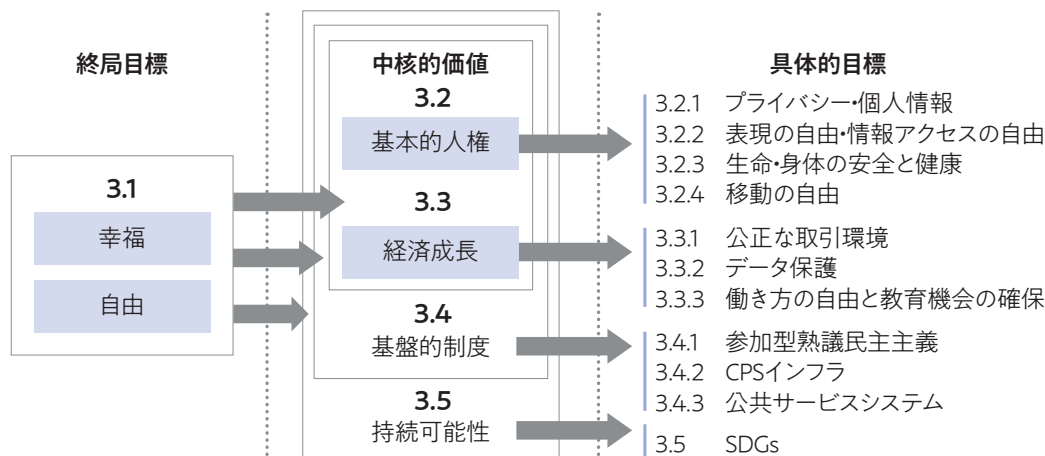 終局目標
3.1
幸福
自由
中核的価値
3.2
基本的人権
3.3
経済成長
3.4
基盤的制度
3.5
持続可能性
具体的目標
3.2.1 プライバシー・個人情報
3.2.2 表現の自由・情報アクセスの自由
3.2.3 生命・身体の安全と健康
3.2.4 移動の自由
3.3.1 公正な取引環境
3.3.2 データ保護
3.3.3 働き方の自由と教育機会の確保
3.4.1 参加型熟議民主主義
3.4.2 CPSインフラ
3.4.3 公共サービスシステム
3.5 SDGs